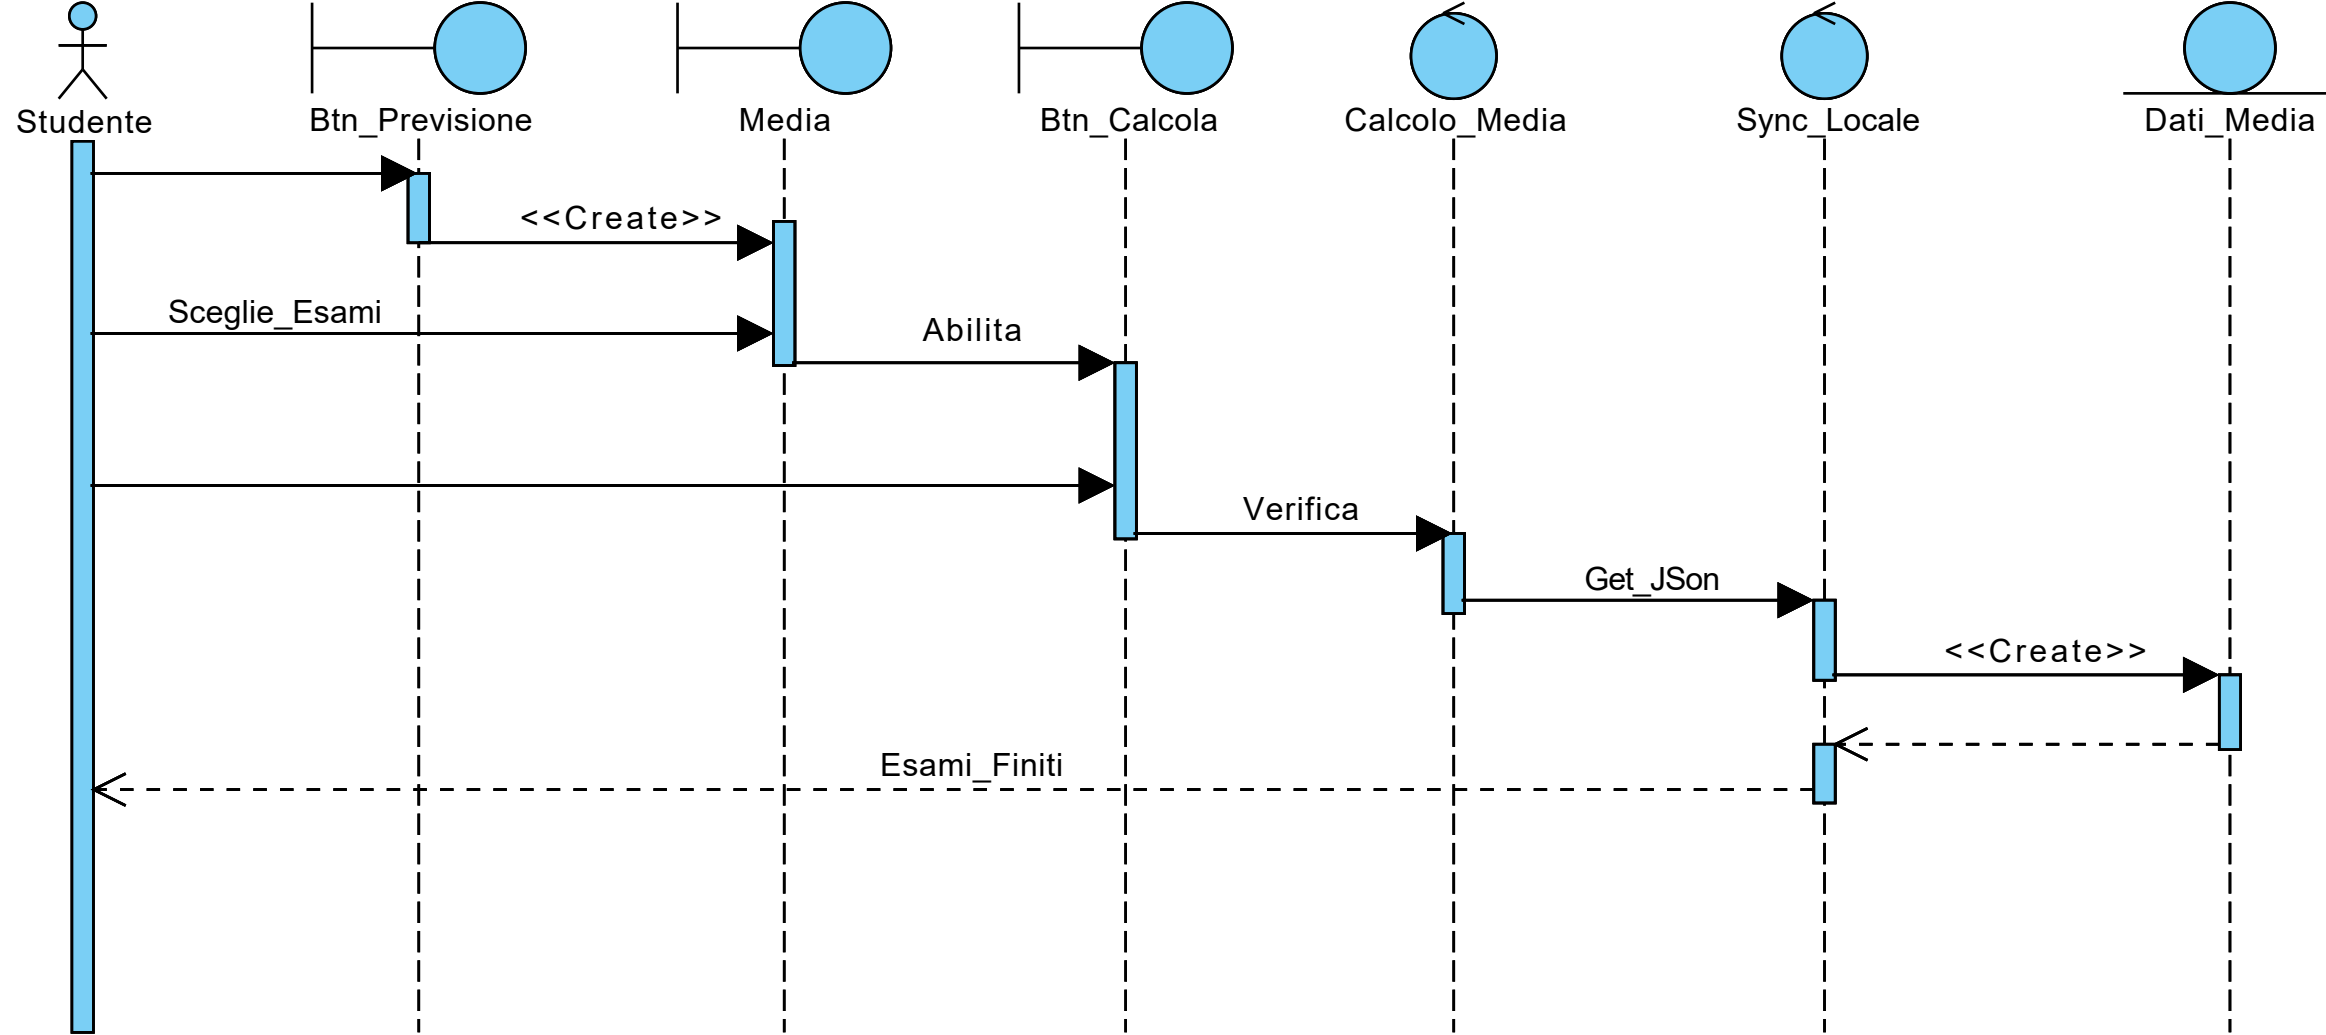 Studente
Btn_Previsione
Media
Btn_Calcola
Calcolo_Media
Sync_Locale
Dati_Media
<<Create>>
Sceglie_Esami
Abilita
Verifica
Get_JSon
<<Create>>
Esami_Finiti